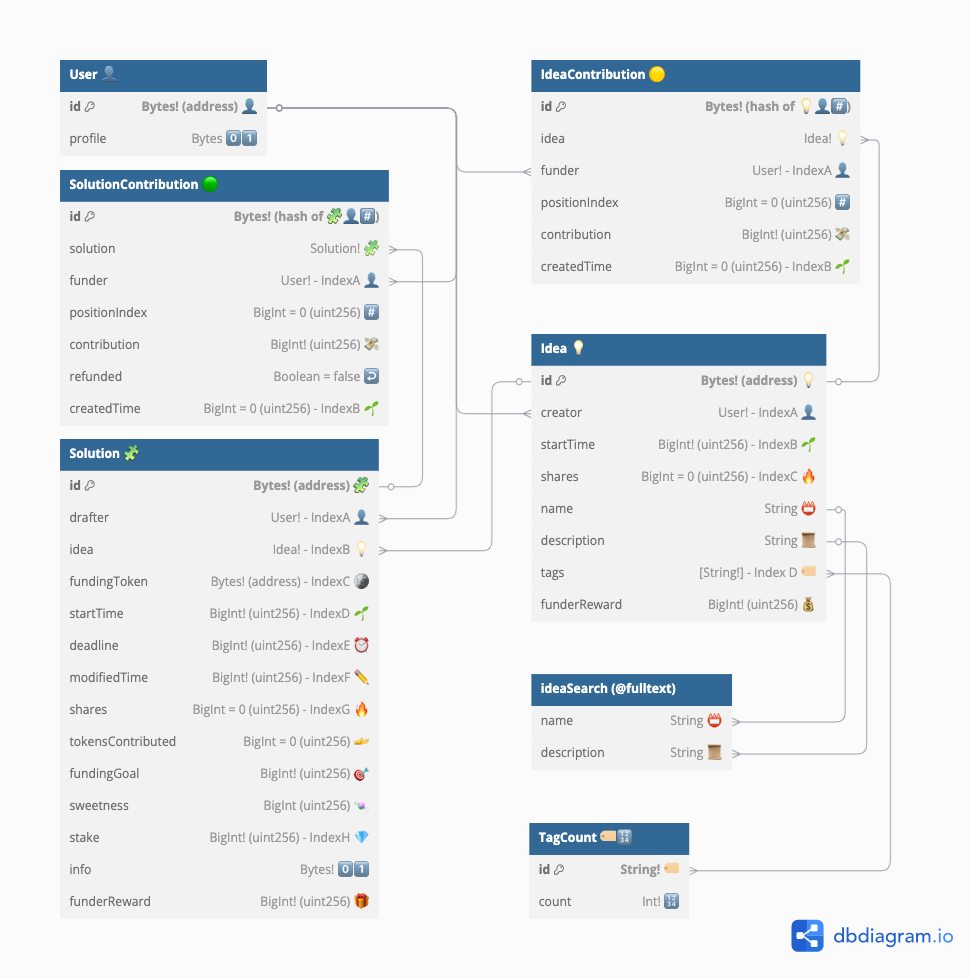 User 👤
id Bytes! (address) 👤
profile Bytes 0️⃣1️⃣
SolutionContribution 🟢
id Bytes! (hash of 🧩👤#️⃣)
solution Solution! 🧩
funder User! - IndexA 👤
positionIndex BigInt = 0 (uint256) #️⃣
contribution BigInt! (uint256) 💸
refunded Boolean = false ↩️
createdTime BigInt = 0 (uint256) - IndexB 🌱
Solution 🧩
id Bytes! (address) 🧩
drafter User! - IndexA 👤
idea Idea! - IndexB 💡
fundingToken Bytes! (address) - IndexC 🪙
startTime BigInt! (uint256) - IndexD 🌱
deadline BigInt! (uint256) - IndexE ⏰
modifiedTime BigInt! (uint256) - IndexF ✏️
shares BigInt = 0 (uint256) - IndexG 🔥
tokensContributed BigInt = 0 (uint256) 🫴
fundingGoal BigInt! (uint256) 🎯
sweetness BigInt (uint256) 🍬
stake BigInt! (uint256) - IndexH 💎
info Bytes! 0️⃣1️⃣
funderReward BigInt! (uint256) 🎁
IdeaContribution 🟡
id Bytes! (hash of 💡👤#️⃣)
idea Idea! 💡
funder User! - IndexA 👤
positionIndex BigInt = 0 (uint256) #️⃣
contribution BigInt! (uint256) 💸
createdTime BigInt = 0 (uint256) - IndexB 🌱
Idea 💡
id Bytes! (address) 💡
creator User! - IndexA 👤
startTime BigInt! (uint256) - IndexB 🌱
shares BigInt = 0 (uint256) - IndexC 🔥
name String 📛
description String 📜
tags [String!] - Index D 🏷️
funderReward BigInt! (uint256) 💰
ideaSearch (@fulltext)
name String 📛
description String 📜
TagCount 🏷️🔢
id String! 🏷️
count Int! 🔢
dbdiagram.io